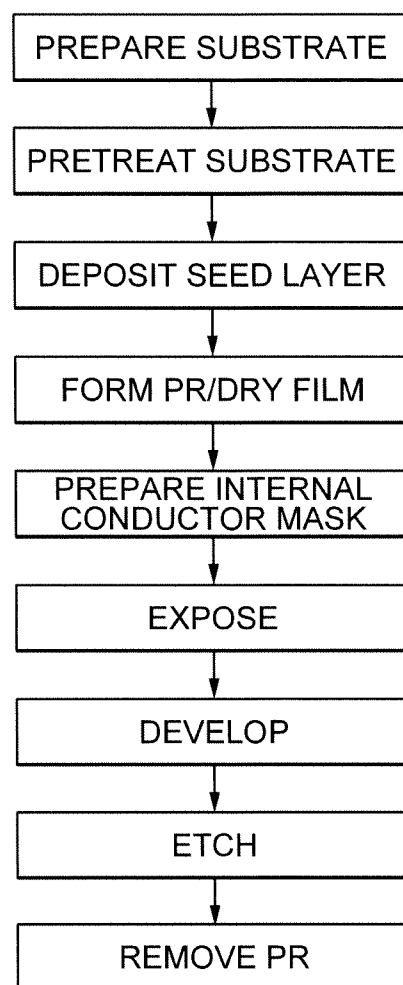 PREPARE SUBSTRATE
PRETREAT SUBSTRATE
DEPOSIT SEED LAYER
FORM PR/DRY FILM
PREPARE INTERNAL
CONDUCTOR MASK
EXPOSE
DEVELOP
ETCH
REMOVE PR